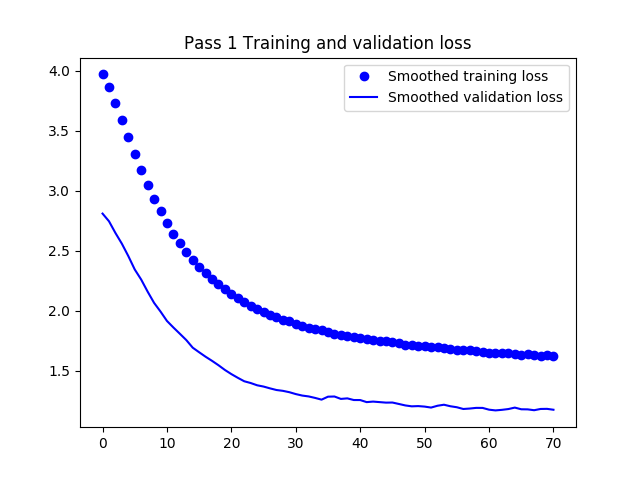 Pass 1 Training and validation loss
Smoothed training loss
Smoothed validation loss
4.0
3.5
3.0
2.5
2.0
1.5
0 10 20 30 40 50 60 70